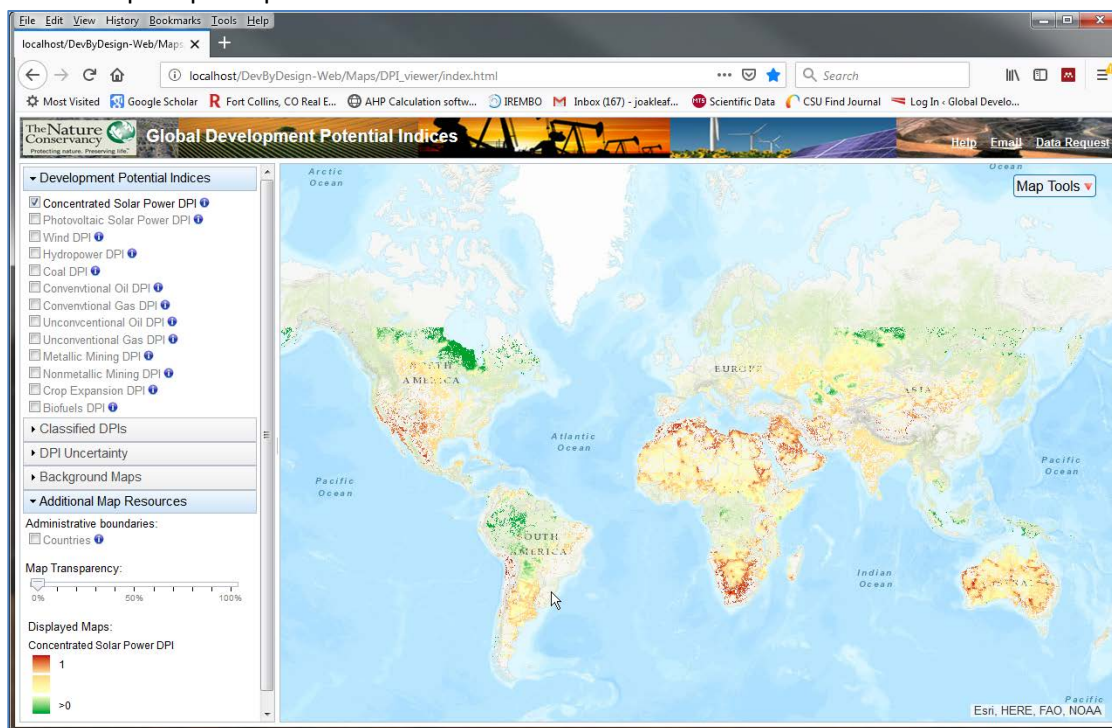 File Edit View History Bookmarks Tools Help
localhost/DevByDesign-Web/Maps X +
localhost/DevByDesign-Web/Maps/DPI_viewer/index.html
Search
Most Visited Google Scholar Fort Collins, CO Real E... AHP Calculation softw... IREMBO Inbox (167) - joakleaf... Scientific Data CSU Find Journal Log In ‹ Global Develo...
The Nature Conservancy
Protecting nature. Preserving life.
Global Development Potential Indices
Help Email Data Request
Development Potential Indices
Concentrated Solar Power DPI
Photovoltaic Solar Power DPI
Wind DPI
Hydropower DPI
Coal DPI
Conventional Oil DPI
Conventional Gas DPI
Unconvcentional Oil DPI
Unconventional Gas DPI
Metallic Mining DPI
Nonmetallic Mining DPI
Crop Expansion DPI
Biofuels DPI
Classified DPIs
DPI Uncertainty
Background Maps
Additional Map Resources
Administrative boundaries:
Countries
Map Transparency:
0% 50% 100%
Displayed Maps:
Concentrated Solar Power DPI
1
>0
Map Tools
Arctic
Ocean
Ocean
NORTH
AMERICA
EUROPE
ASIA
Atlantic
Ocean
Pacific
Ocean
Pacific
Ocean
SOUTH
AMERICA
Indian
Ocean
Pacific
Esri, HERE, FAO, NOAA